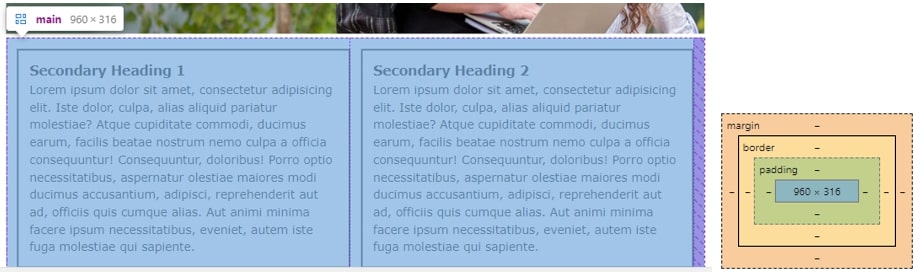 main 960 × 316
Secondary Heading 1
Lorem ipsum dolor sit amet, consectetur adipisicing
elit. Iste dolor, culpa, alias aliquid pariatur
molestiae? Atque cupiditate commodi, ducimus
earum, facilis beatae nostrum nemo culpa a officia
consequuntur! Consequuntur, doloribus! Porro optio
necessitatibus, aspernatur olestiae maiores modi
ducimus accusantium, adipisci, reprehenderit aut
ad, officiis quis cumque alias. Aut animi minima
facere ipsum necessitatibus, eveniet, autem iste
fuga molestiae qui sapiente.
Secondary Heading 2
Lorem ipsum dolor sit amet, consectetur adipisicing
elit. Iste dolor, culpa, alias aliquid pariatur
molestiae? Atque cupiditate commodi, ducimus
earum, facilis beatae nostrum nemo culpa a officia
consequuntur! Consequuntur, doloribus! Porro optio
necessitatibus, aspernatur olestiae maiores modi
ducimus accusantium, adipisci, reprehenderit aut
ad, officiis quis cumque alias. Aut animi minima
facere ipsum necessitatibus, eveniet, autem iste
fuga molestiae qui sapiente.
margin –
border –
padding –
– – – 960 × 316 – – –
–
–
–